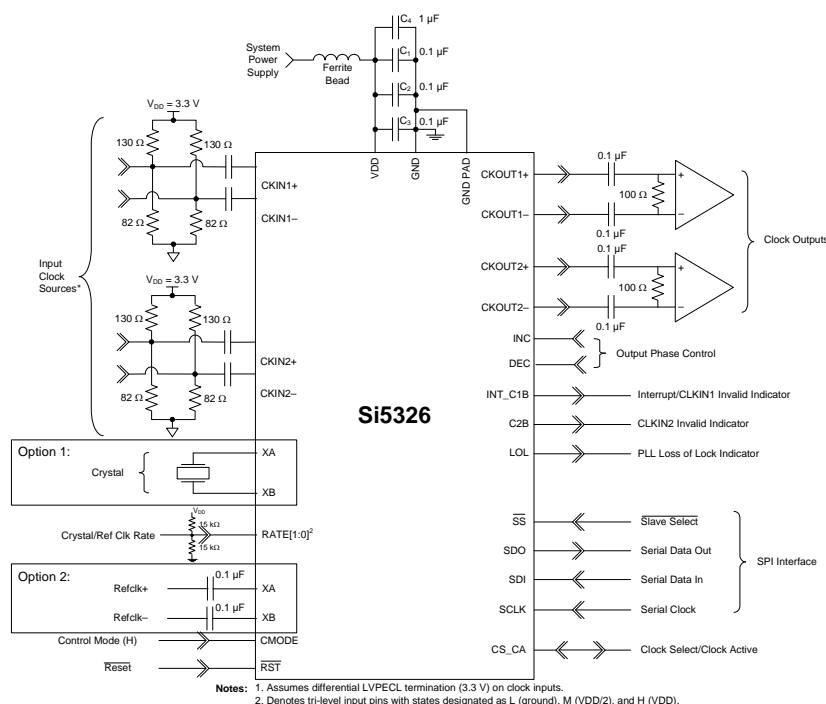 C4 1 µF
System
Power
Supply
Ferrite
Bead
C1 0.1 µF
C2 0.1 µF
C3 0.1 µF
VDD = 3.3 V
130 Ω
130 Ω
CKIN1+
CKIN1–
82 Ω
82 Ω
Input
Clock
Sources*
VDD = 3.3 V
130 Ω
130 Ω
CKIN2+
CKIN2–
82 Ω
82 Ω
VDD
GND
GND PAD
Si5326
CKOUT1+
0.1 µF
100 Ω
+
–
CKOUT1–
0.1 µF
CKOUT2+
0.1 µF
100 Ω
+
–
CKOUT2–
0.1 µF
Clock Outputs
INC
DEC
Output Phase Control
INT_C1B
Interrupt/CLKIN1 Invalid Indicator
C2B
CLKIN2 Invalid Indicator
LOL
PLL Loss of Lock Indicator
Option 1:
Crystal
XA
XB
VDD
15 kΩ
Crystal/Ref Clk Rate
RATE[1:0]2
15 kΩ
Option 2:
Refclk+
0.1 µF
XA
Refclk–
0.1 µF
XB
Control Mode (H)
CMODE
Reset
RST
SS
Slave Select
SDO
Serial Data Out
SDI
Serial Data In
SCLK
Serial Clock
SPI Interface
CS_CA
Clock Select/Clock Active
Notes: 1. Assumes differential LVPECL termination (3.3 V) on clock inputs.
2. Denotes tri-level input pins with states designated as L (ground), M (VDD/2), and H (VDD).